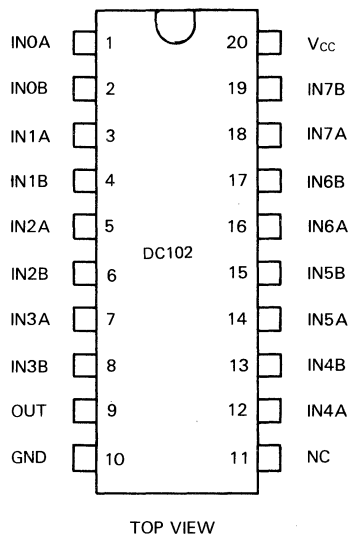 IN0A 1 20 Vcc
IN0B 2 19 IN7B
IN1A 3 18 IN7A
IN1B 4 17 IN6B
IN2A 5 16 IN6A
DC102
IN2B 6 15 IN5B
IN3A 7 14 IN5A
IN3B 8 13 IN4B
OUT 9 12 IN4A
GND 10 11 NC
TOP VIEW